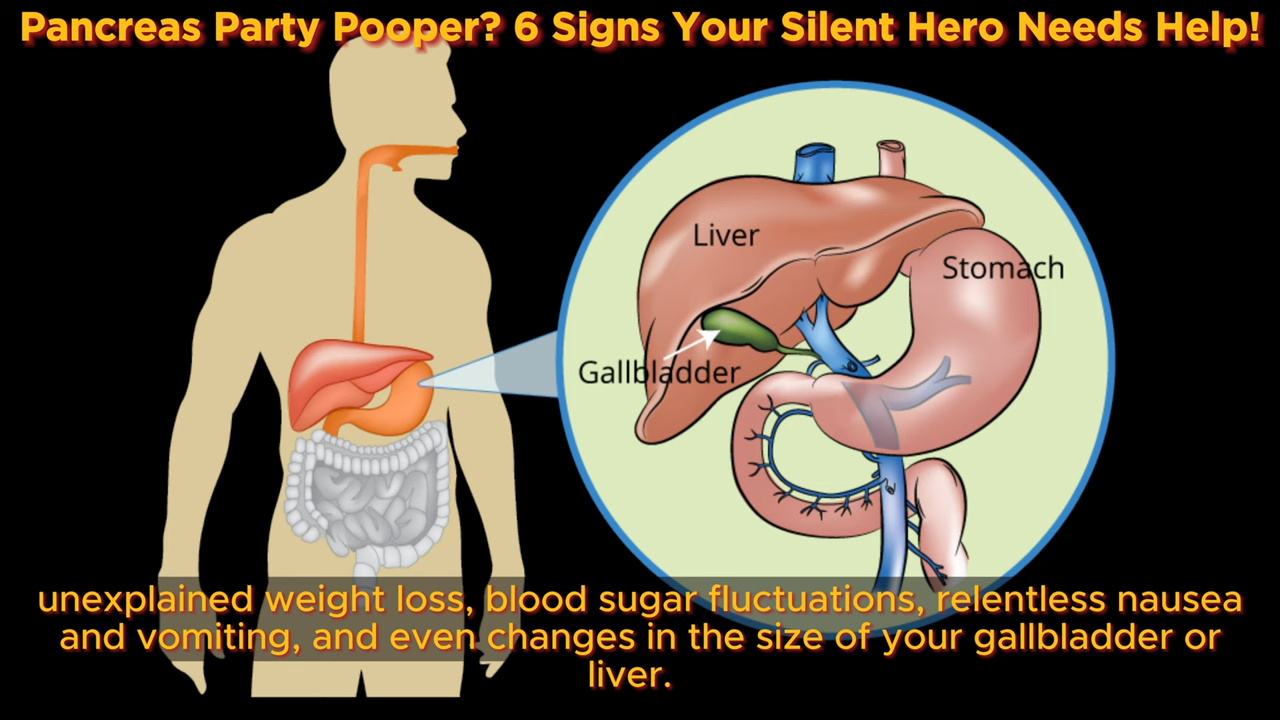 Pancreas Party Pooper? 6 Signs Your Silent Hero Needs Help!
Liver
Stomach
Gallbladder
unexplained weight loss, blood sugar fluctuations, relentless nausea
and vomiting, and even changes in the size of your gallbladder or
liver.